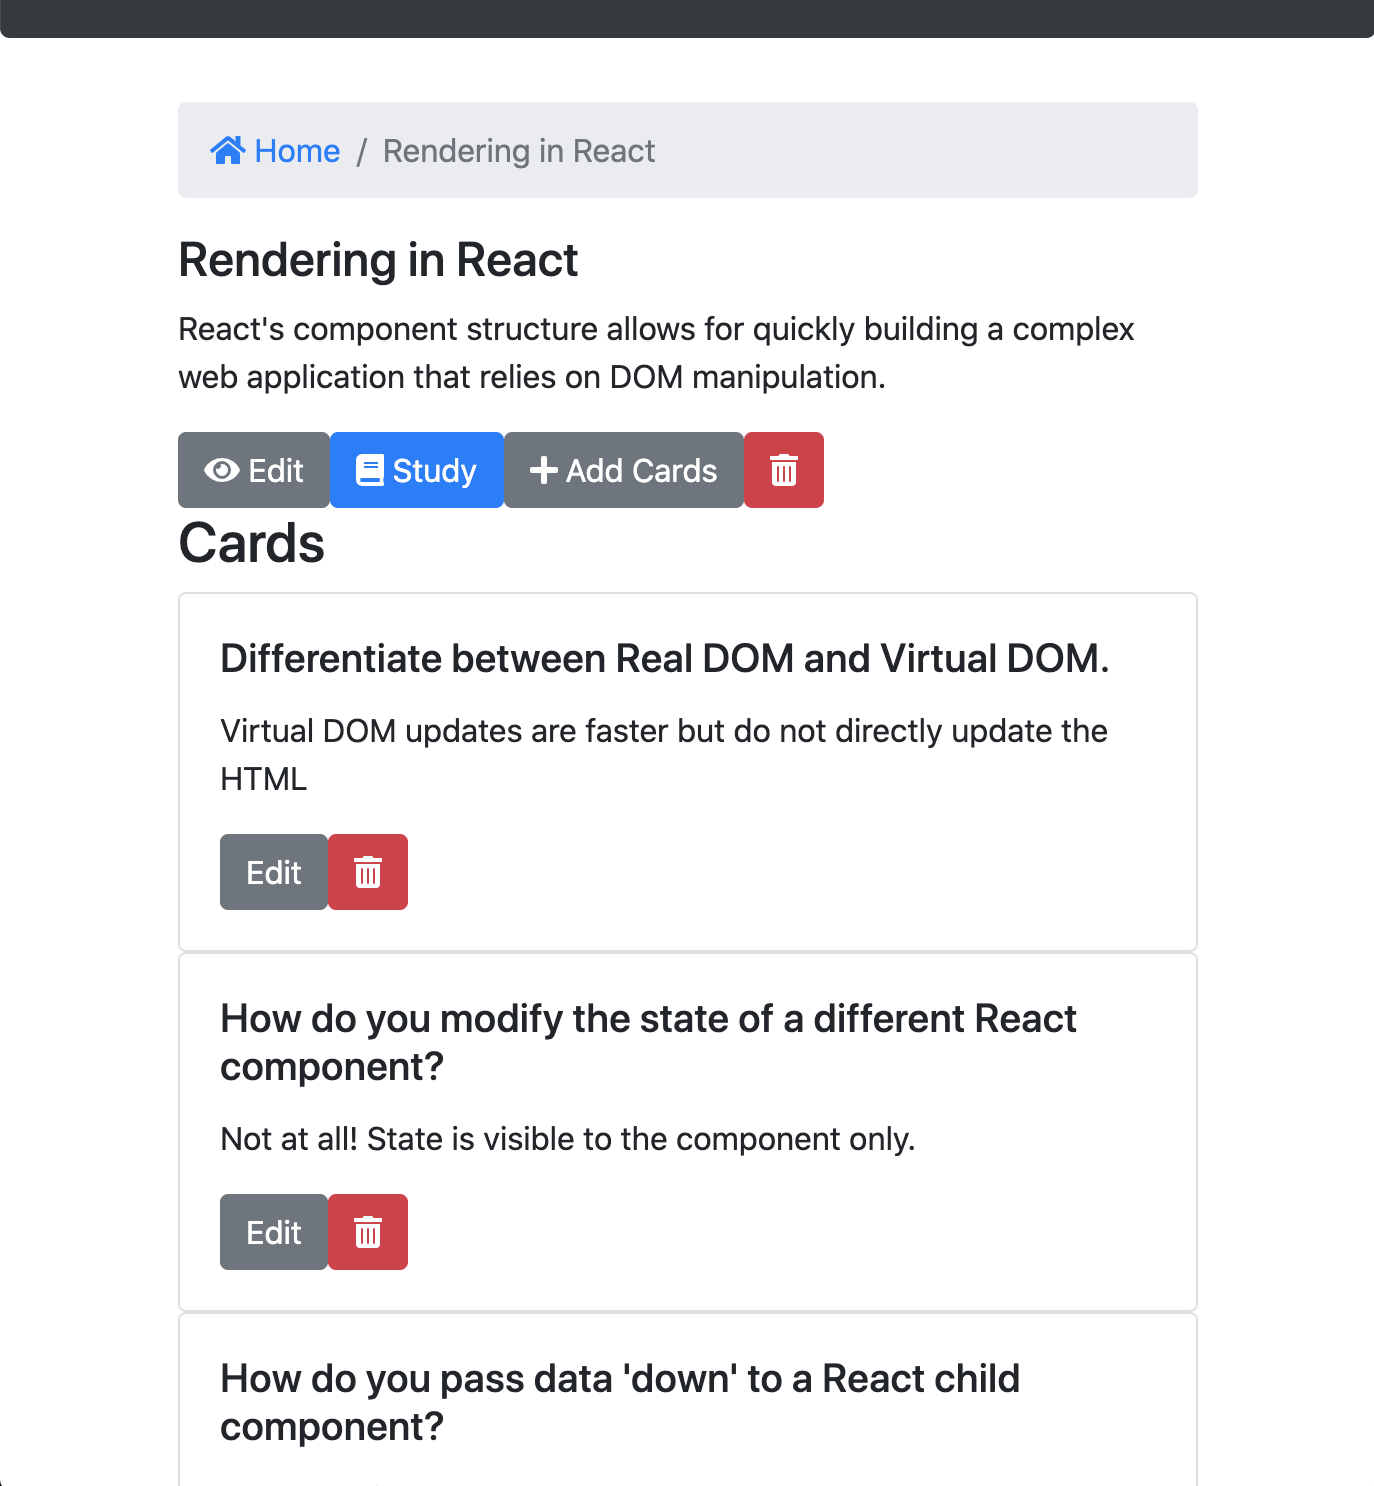 Home / Rendering in React
Rendering in React
React's component structure allows for quickly building a complex
web application that relies on DOM manipulation.
Edit Study Add Cards
Cards
Differentiate between Real DOM and Virtual DOM.
Virtual DOM updates are faster but do not directly update the
HTML
Edit
How do you modify the state of a different React
component?
Not at all! State is visible to the component only.
Edit
How do you pass data 'down' to a React child
component?